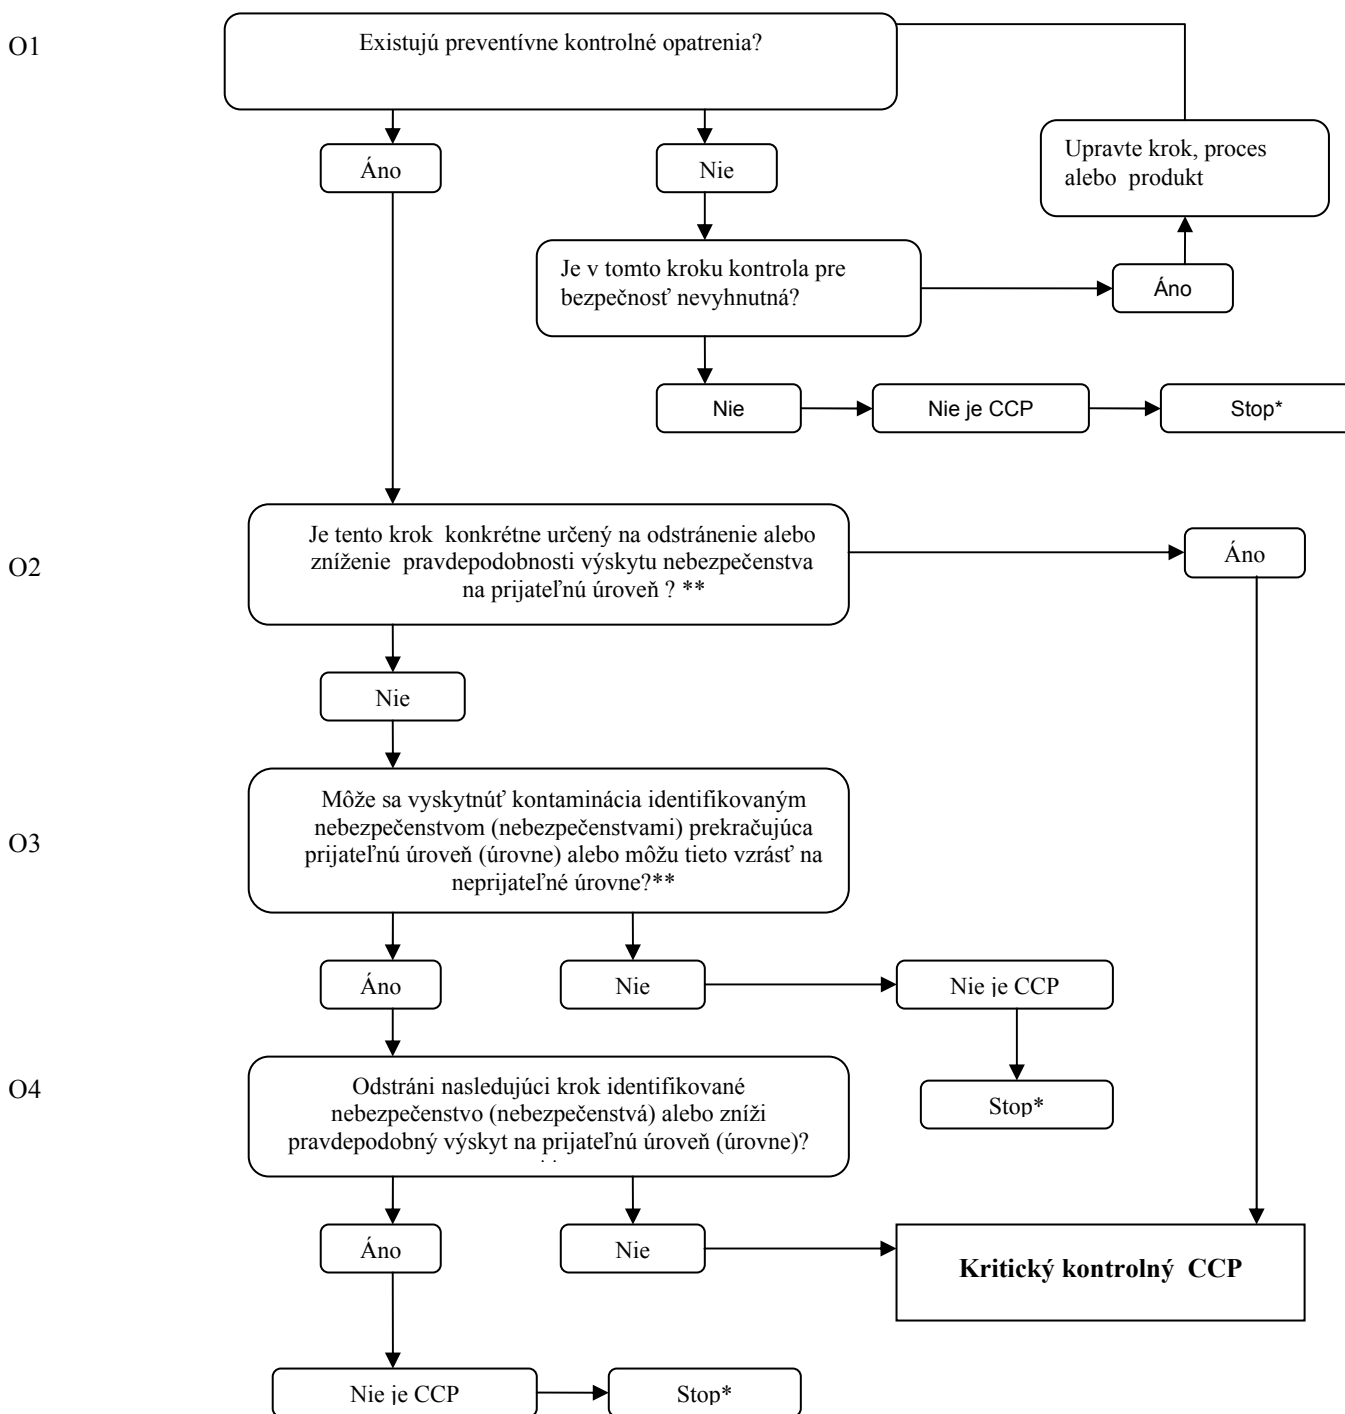 O1
Existujú preventívne kontrolné opatrenia?
Áno
Nie
Upravte krok, proces
alebo produkt
Je v tomto kroku kontrola pre
bezpečnosť nevyhnutná?
Áno
Nie
Nie je CCP
Stop*
O2
Je tento krok konkrétne určený na odstránenie alebo
zníženie pravdepodobnosti výskytu nebezpečenstva
na prijateľnú úroveň ? **
Áno
Nie
O3
Môže sa vyskytnúť kontaminácia identifikovaným
nebezpečenstvom (nebezpečenstvami) prekračujúca
prijateľnú úroveň (úrovne) alebo môžu tieto vzrásť na
neprijateľné úrovne?**
Áno
Nie
Nie je CCP
Stop*
O4
Odstráni nasledujúci krok identifikované
nebezpečenstvo (nebezpečenstvá) alebo zníži
pravdepodobný výskyt na prijateľnú úroveň (úrovne)?
Áno
Nie
Kritický kontrolný CCP
Nie je CCP
Stop*